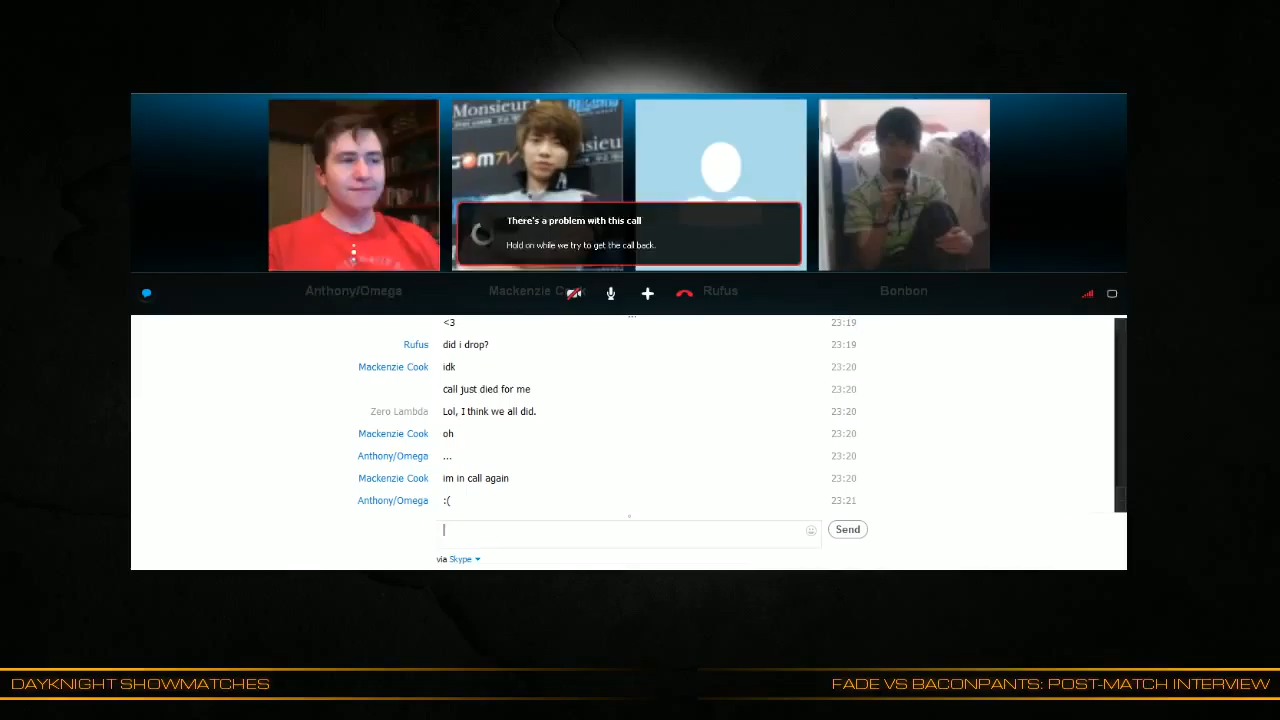 Monsieur
GOMTV
There's a problem with this call
Hold on while we try to get the call back.
Anthony/Omega
Mackenzie
Rufus
Bonbon
<3 23:19
Rufus did i drop? 23:19
Mackenzie Cook idk 23:20
call just died for me 23:20
Zero Lambda Lol, I think we all did. 23:20
Mackenzie Cook oh 23:20
Anthony/Omega ... 23:20
Mackenzie Cook im in call again 23:20
Anthony/Omega :( 23:21
Send
via Skype
DAYKNIGHT SHOWMATCHES
FADE VS BACONPANTS: POST-MATCH INTERVIEW